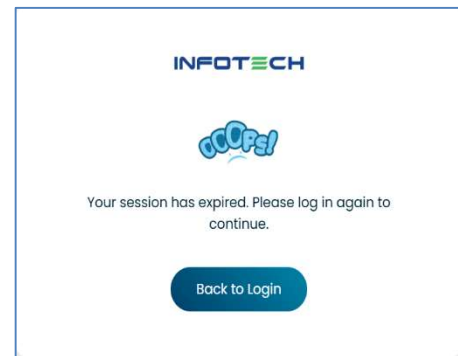 INFOTECH
OOOPS!
Your session has expired. Please log in again to
continue.
Back to Login